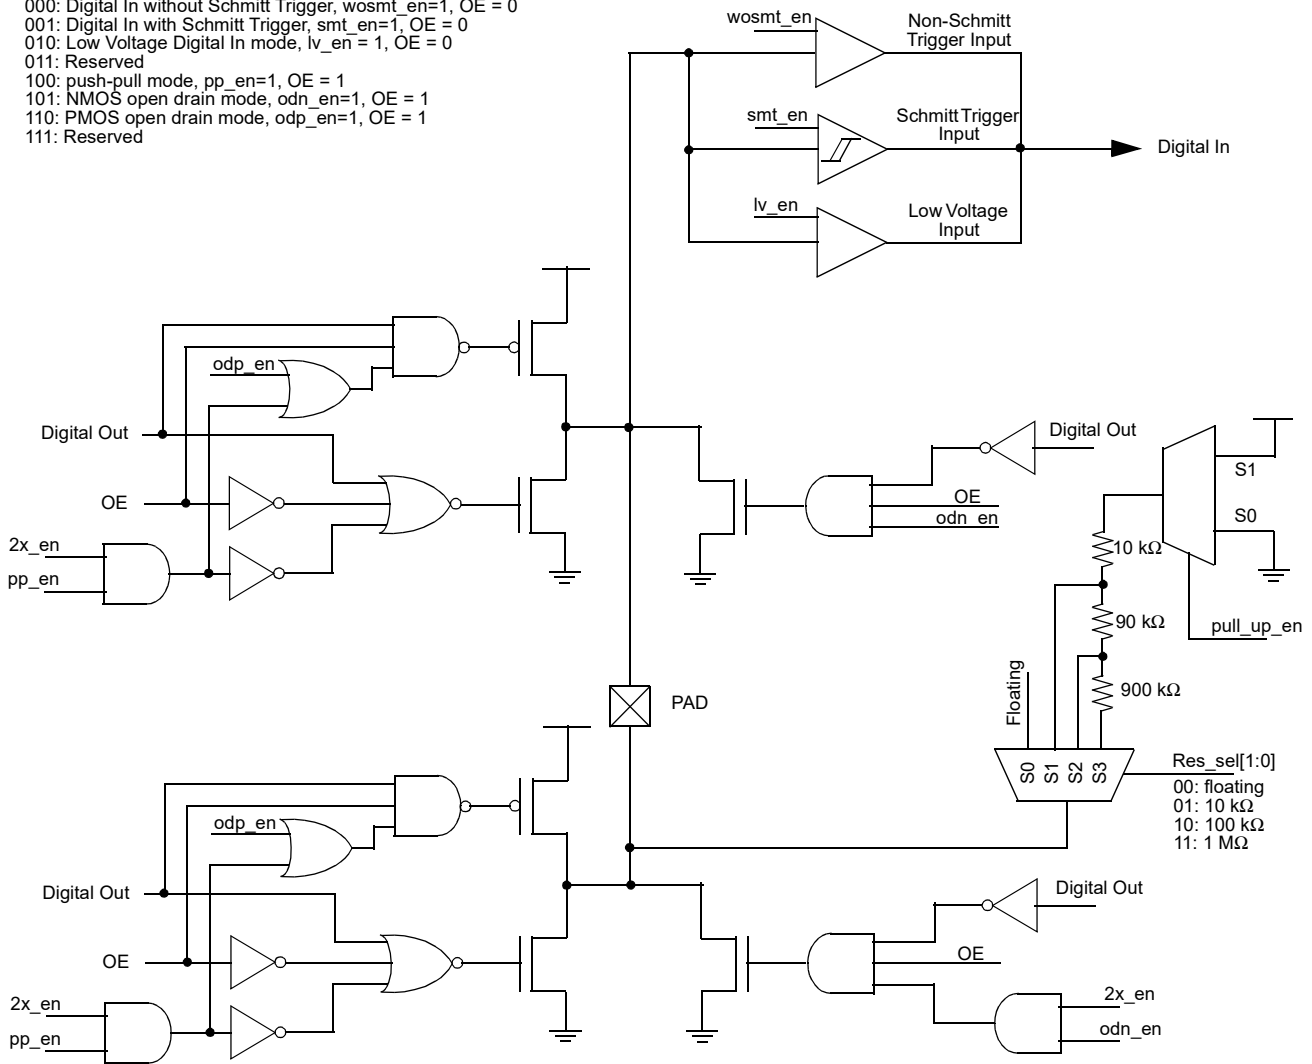 000: Digital In without Schmitt Trigger, wosmt_en=1, OE = 0
001: Digital In with Schmitt Trigger, smt_en=1, OE = 0
010: Low Voltage Digital In mode, lv_en = 1, OE = 0
011: Reserved
100: push-pull mode, pp_en=1, OE = 1
101: NMOS open drain mode, odn_en=1, OE = 1
110: PMOS open drain mode, odp_en=1, OE = 1
111: Reserved
wosmt_en
Non-Schmitt
Trigger Input
smt_en
Schmitt Trigger
Input
Digital In
lv_en
Low Voltage
Input
odp_en
Digital Out
OE
2x_en
pp_en
Digital Out
OE
odn_en
S1
S0
10 kΩ
90 kΩ
pull_up_en
900 kΩ
Floating
PAD
S0
S1
S2
S3
Res_sel[1:0]
00: floating
01: 10 kΩ
10: 100 kΩ
11: 1 MΩ
odp_en
Digital Out
OE
2x_en
pp_en
Digital Out
OE
2x_en
odn_en